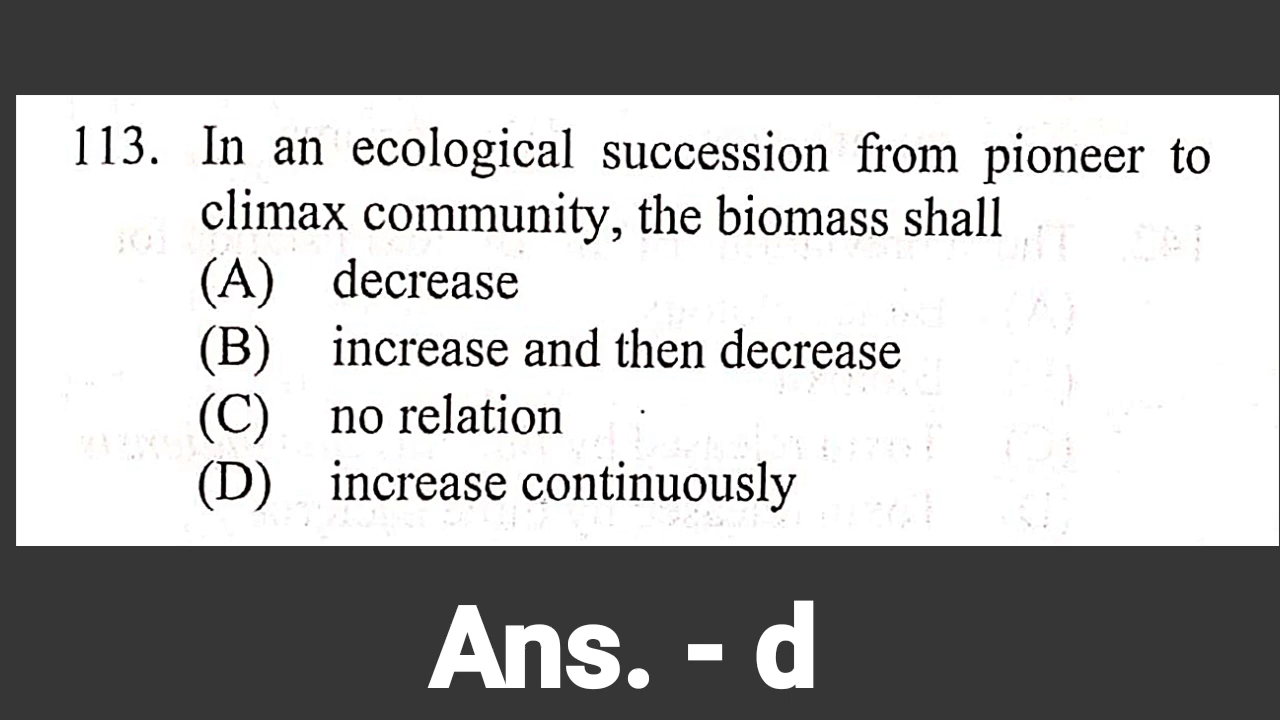 113. In an ecological succession from pioneer to
climax community, the biomass shall
(A) decrease
(B) increase and then decrease
(C) no relation
(D) increase continuously
Ans. - d